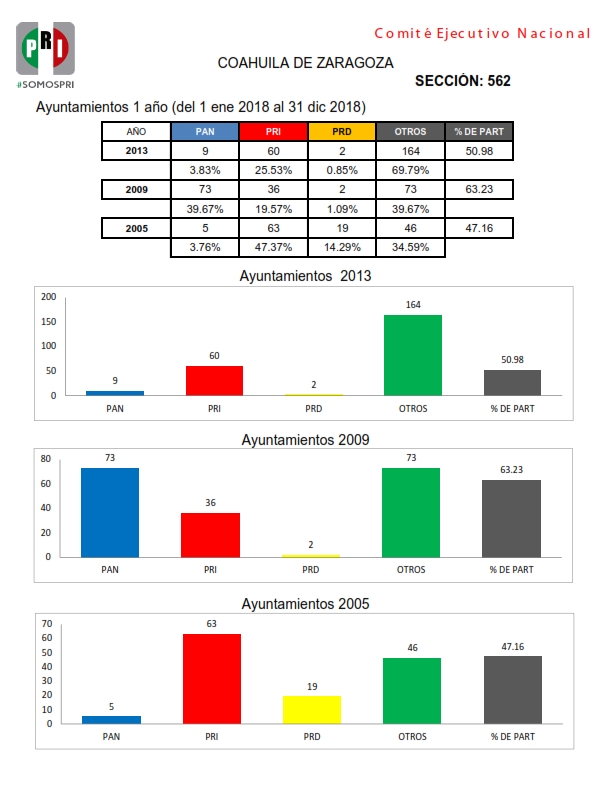 PRI
Comité Ejecutivo Nacional
#SOMOSPRI
COAHUILA DE ZARAGOZA
SECCIÓN: 562
Ayuntamientos 1 año (del 1 ene 2018 al 31 dic 2018)
AÑO PAN PRI PRD OTROS % DE PART
2013 9 60 2 164 50.98
3.83% 25.53% 0.85% 69.79%
2009 73 36 2 73 63.23
39.67% 19.57% 1.09% 39.67%
2005 5 63 19 46 47.16
3.76% 47.37% 14.29% 34.59%
Ayuntamientos 2013
200
150
100
50
0
9 60 2 164 50.98
PAN PRI PRD OTROS % DE PART
Ayuntamientos 2009
80
60
40
20
0
73 36 2 73 63.23
PAN PRI PRD OTROS % DE PART
Ayuntamientos 2005
70
60
50
40
30
20
10
0
5 63 19 46 47.16
PAN PRI PRD OTROS % DE PART